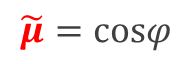 μ̃ = cosφ